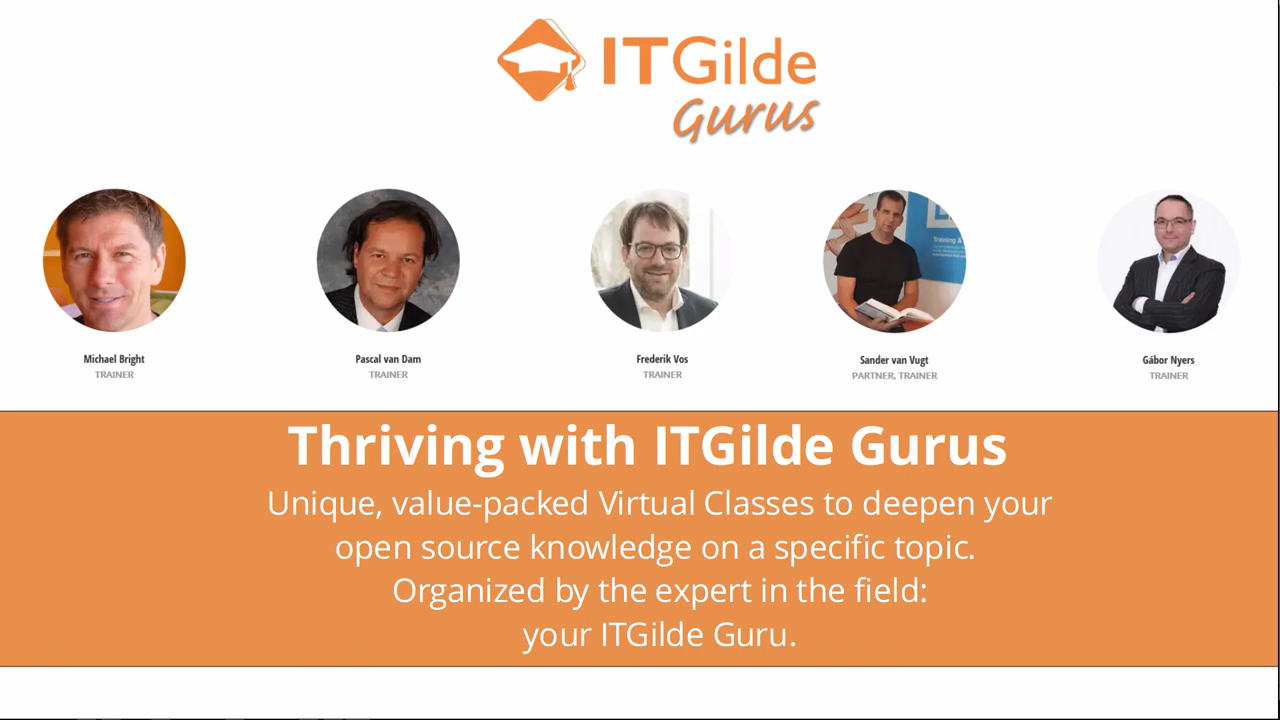 ITGilde
Gurus
Training &
Michael Bright
TRAINER
Pascal van Dam
TRAINER
Frederik Vos
TRAINER
Sander van Vugt
PARTNER, TRAINER
Gábor Nyers
TRAINER
Thriving with ITGilde Gurus
Unique, value-packed Virtual Classes to deepen your
open source knowledge on a specific topic.
Organized by the expert in the field:
your ITGilde Guru.